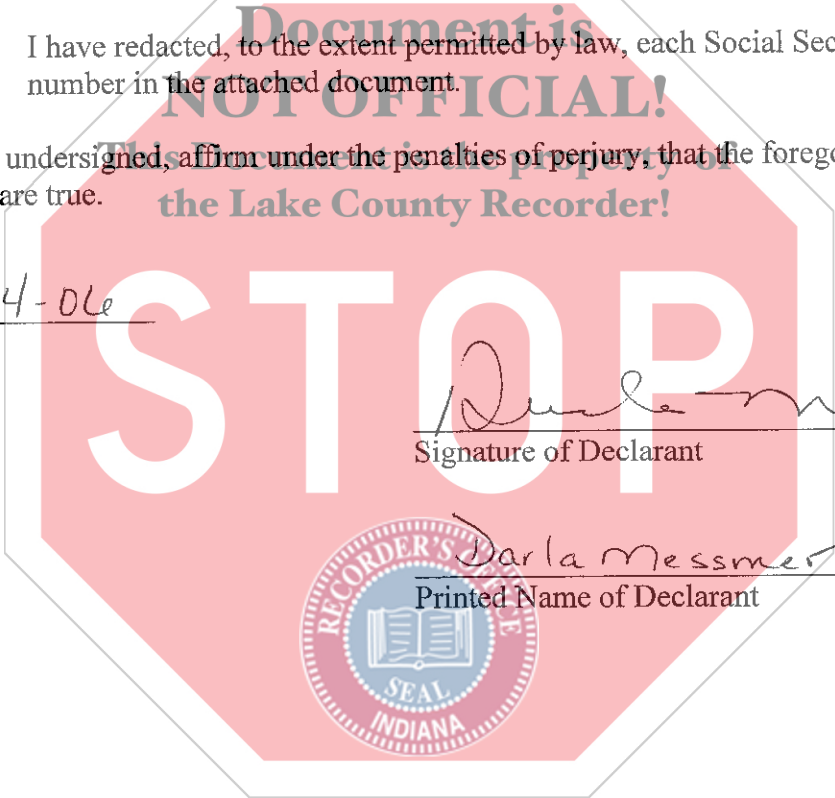 Document is
I have redacted, to the extent permitted by law, each Social Sec
number in the attached document.
NOT OFFICIAL!
undersigned, affirm under the penalties of perjury, that the forego
This Document is the property of
are true.
the Lake County Recorder!
4-06
STOP
Signature of Declarant
Darla Messmer
Printed Name of Declarant
RECORDER'S OFFICE
SEAL
INDIANA